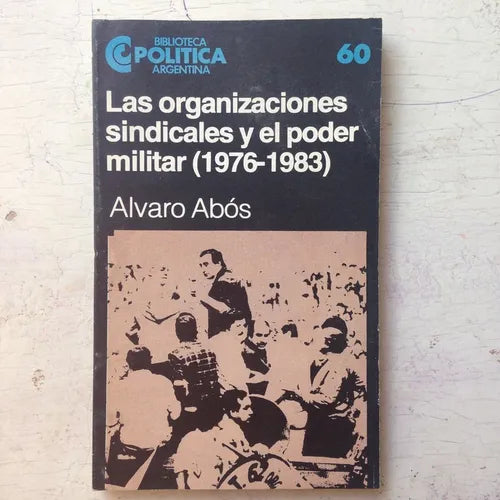 BIBLIOTECA
POLITICA
ARGENTINA
60
Las organizaciones
sindicales y el poder
militar (1976-1983)
Alvaro Abós